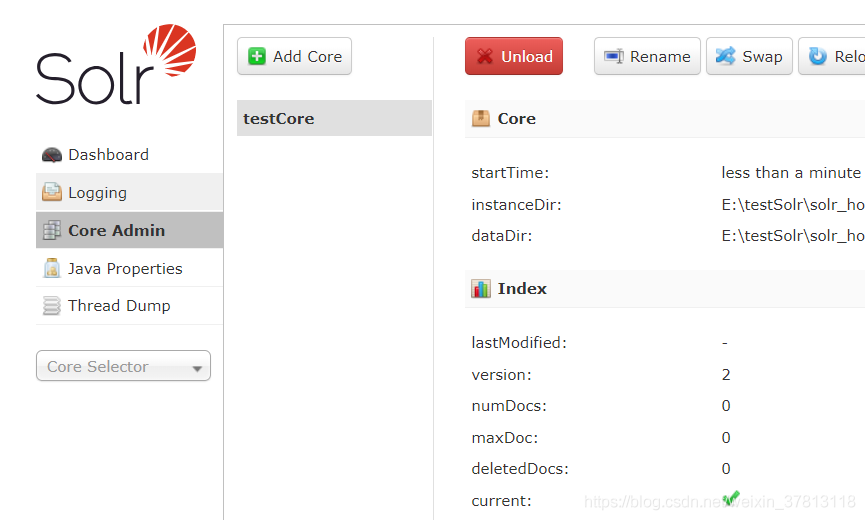 Solr
Dashboard
Logging
Core Admin
Java Properties
Thread Dump
Core Selector
Add Core
testCore
Unload
Rename
Swap
Relo
Core
startTime: less than a minute
instanceDir: E:\testSolr\solr_ho
dataDir: E:\testSolr\solr_ho
Index
lastModified: -
version: 2
numDocs: 0
maxDoc: 0
deletedDocs: 0
current:
https://blog.csdn.net/weixin_37813118